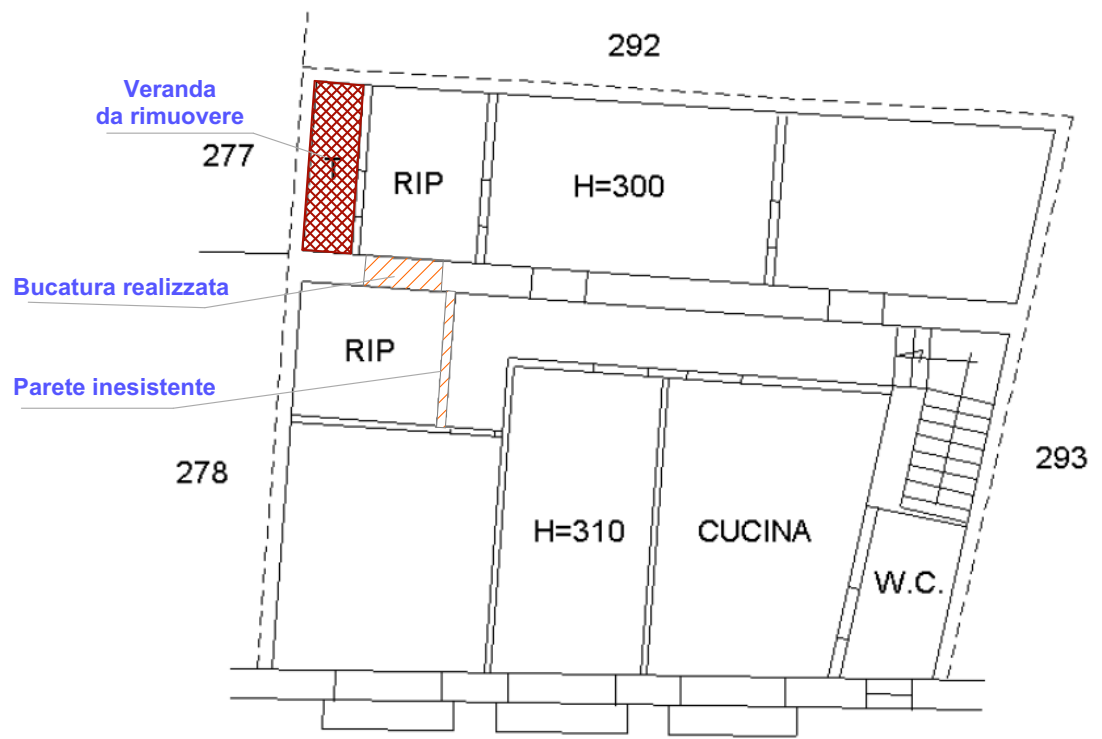 292
Veranda
da rimuovere
277
T
RIP
H=300
Bucatura realizzata
RIP
Parete inesistente
278
293
H=310
CUCINA
W.C.